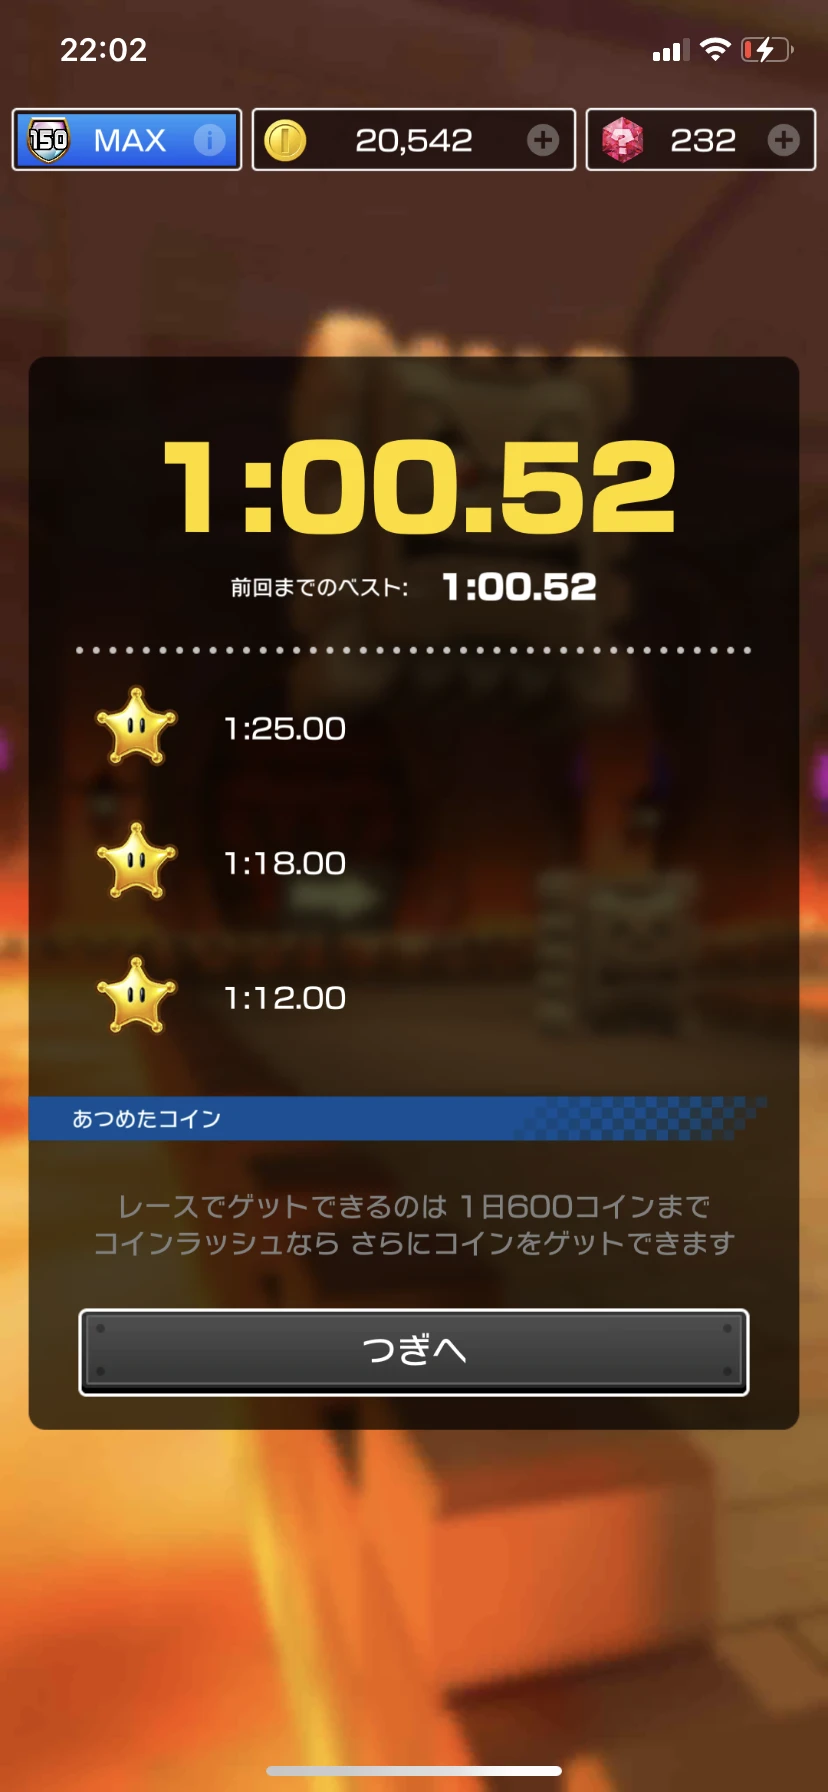 22:02
150 MAX i 20,542 + ? 232 +
1:00.52
前回までのベスト: 1:00.52
1:25.00
1:18.00
1:12.00
あつめたコイン
レースでゲットできるのは 1日600コインまで
コインラッシュなら さらにコインをゲットできます
つぎへ